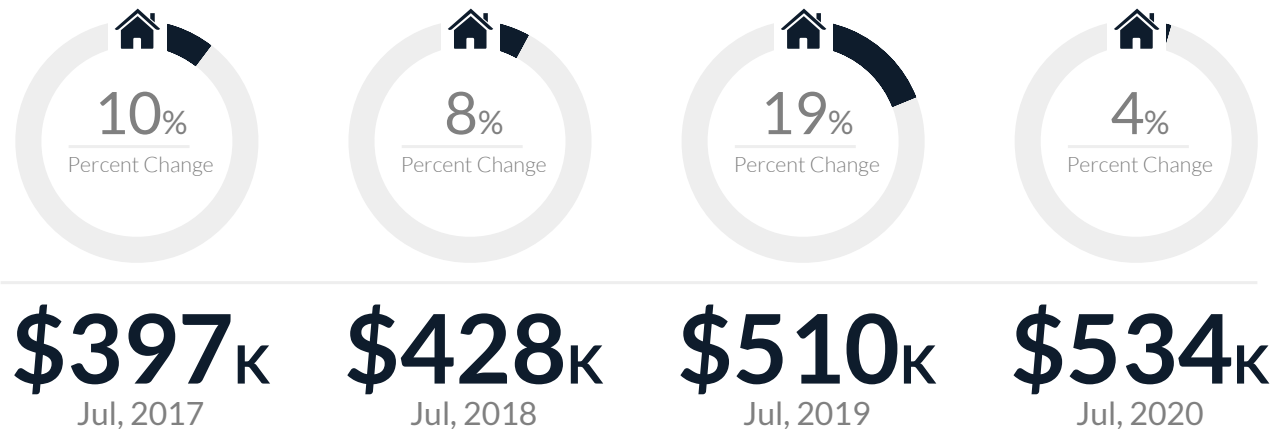 10%
Percent Change
8%
Percent Change
19%
Percent Change
4%
Percent Change
$397K
Jul, 2017
$428K
Jul, 2018
$510K
Jul, 2019
$534K
Jul, 2020